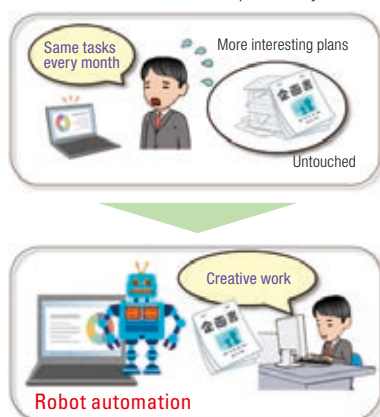 Same tasks
every month
More interesting plans
企画書
Untouched
Creative work
企画書
Robot automation